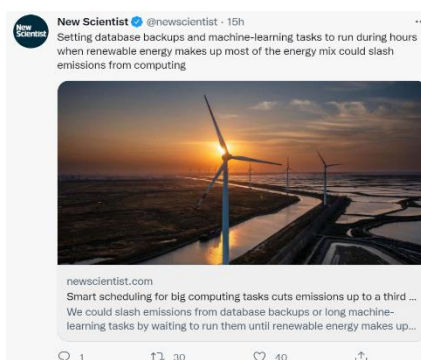 New Scientist
New Scientist @newscientist · 15h
Setting database backups and machine-learning tasks to run during hours
when renewable energy makes up most of the energy mix could slash
emissions from computing
newscientist.com
Smart scheduling for big computing tasks cuts emissions up to a third ...
We could slash emissions from database backups or long machine-
learning tasks by waiting to run them until renewable energy makes up...
1 30 40